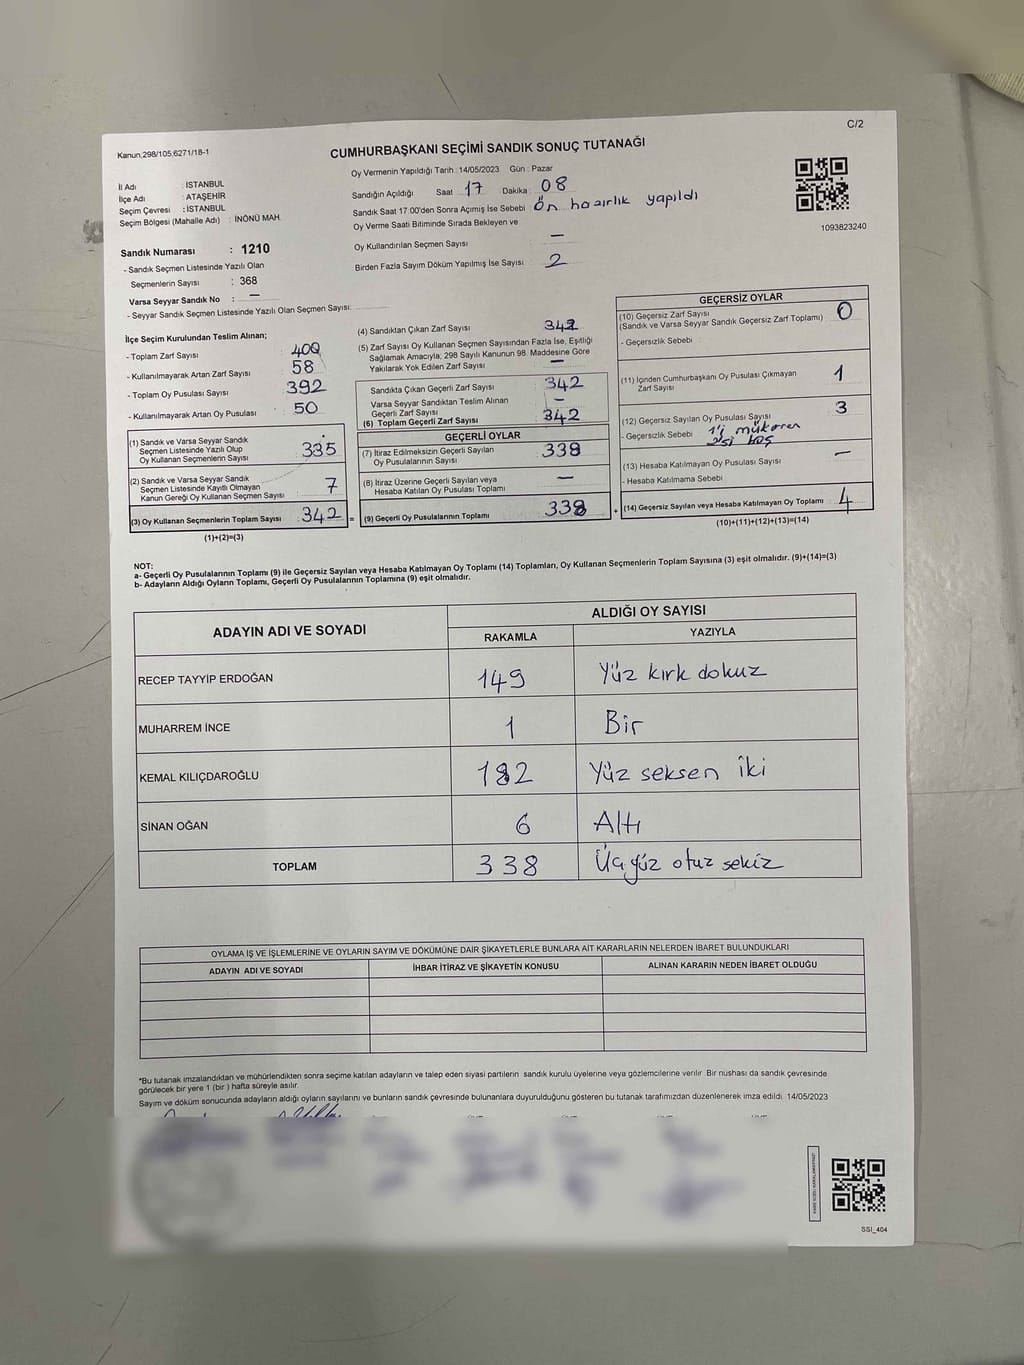 C/2
Kanun,298/105,6271/18-1
CUMHURBAŞKANI SEÇİMİ SANDIK SONUÇ TUTANAĞI
Oy Vermenin Yapıldığı Tarih :14/05/2023 Gün : Pazar
İl Adı : İSTANBUL
İlçe Adı : ATAŞEHİR
Seçim Çevresi : İSTANBUL
Seçim Bölgesi (Mahalle Adı) : İNÖNÜ MAH.
Sandığın Açıldığı Saat 17 Dakika : 08
Sandık Saat 17:00'den Sonra Açımış İse Sebebi : Ön hazırlık yapıldı
Oy Verme Saati Bitiminde Sırada Bekleyen ve
Oy Kullandırılan Seçmen Sayısı –
Birden Fazla Sayım Döküm Yapılmış İse Sayısı : 2
1093823240
Sandık Numarası : 1210
- Sandık Seçmen Listesinde Yazılı Olan
Seçmenlerin Sayısı : 368
Varsa Seyyar Sandık No : –
- Seyyar Sandık Seçmen Listesinde Yazılı Olan Seçmen Sayısı:
İlçe Seçim Kurulundan Teslim Alınan;
- Toplam Zarf Sayısı 400
- Kullanılmayarak Artan Zarf Sayısı : 58
- Toplam Oy Pusulası Sayısı 392
- Kullanılmayarak Artan Oy Pusulası : 50
(1) Sandık ve Varsa Seyyar Sandık
Seçmen Listesinde Yazılı Olup
Oy Kullanan Seçmenlerin Sayısı : 335
(2) Sandık ve Varsa Seyyar Sandık
Seçmen Listesinde Kayıtlı Olmayan
Kanun Gereği Oy Kullanan Seçmen Sayısı : 7
(3) Oy Kullanan Seçmenlerin Toplam Sayısı : 342 =
(1)+(2)=(3)
(4) Sandıktan Çıkan Zarf Sayısı : 342
(5) Zarf Sayısı Oy Kullanan Seçmen Sayısından Fazla İse, Eşitliği
Sağlamak Amacıyla; 298 Sayılı Kanunun 98. Maddesine Göre
Yakılarak Yok Edilen Zarf Sayısı : –
Sandıkta Çıkan Geçerli Zarf Sayısı : 342
Varsa Seyyar Sandıktan Teslim Alınan
Geçerli Zarf Sayısı : –
(6) Toplam Geçerli Zarf Sayısı : 342
GEÇERLİ OYLAR
(7) İtiraz Edilmeksizin Geçerli Sayılan
Oy Pusulalarının Sayısı : 338
(8) İtiraz Üzerine Geçerli Sayılan veya
Hesaba Katılan Oy Pusulası Toplamı : –
(9) Geçerli Oy Pusulalarının Toplamı : 338 +
GEÇERSİZ OYLAR
(10) Geçersiz Zarf Sayısı : 0
(Sandık ve Varsa Seyyar Sandık Geçersiz Zarf Toplamı)
- Geçersizlik Sebebi :
(11) İçinden Cumhurbaşkanı Oy Pusulası Çıkmayan
Zarf Sayısı : 1
(12) Geçersiz Sayılan Oy Pusulası Sayısı : 3
- Geçersizlik Sebebi : 1'i
2'si boş
(13) Hesaba Katılmayan Oy Pusulası Sayısı : –
- Hesaba Katılmama Sebebi :
(14) Geçersiz Sayılan veya Hesaba Katılmayan Oy Toplamı : 4
(10)+(11)+(12)+(13)=(14)
NOT:
a- Geçerli Oy Pusulalarının Toplamı (9) ile Geçersiz Sayılan veya Hesaba Katılmayan Oy Toplamı (14) Toplamları, Oy Kullanan Seçmenlerin Toplam Sayısına (3) eşit olmalıdır. (9)+(14)=(3)
b- Adayların Aldığı Oyların Toplamı, Geçerli Oy Pusulalarının Toplamına (9) eşit olmalıdır.
ADAYIN ADI VE SOYADI ALDIĞI OY SAYISI
RAKAMLA YAZIYLA
RECEP TAYYİP ERDOĞAN 149 Yüz kırk dokuz
MUHARREM İNCE 1 Bir
KEMAL KILIÇDAROĞLU 182 Yüz seksen iki
SİNAN OĞAN 6 Altı
TOPLAM 338 Üçyüz otuz sekiz
OYLAMA İŞ VE İŞLEMLERİNE VE OYLARIN SAYIM VE DÖKÜMÜNE DAİR ŞİKAYETLERLE BUNLARA AİT KARARLARIN NELERDEN İBARET BULUNDUKLARI
ADAYIN ADI VE SOYADI İHBAR İTİRAZ VE ŞİKAYETİN KONUSU ALINAN KARARIN NEDEN İBARET OLDUĞU
*Bu tutanak imzalandıktan ve mühürlendikten sonra seçime katılan adayların ve talep eden siyasi partilerin sandık kurulu üyelerine veya gözlemcilerine verilir. Bir nüshası da sandık çevresinde
görülecek bir yere 1 (bir ) hafta süreyle asılır.
Sayım ve döküm sonucunda adayların aldığı oyların sayılarını ve bunların sandık çevresinde bulunanlara duyurulduğunu gösteren bu tutanak tarafımızdan düzenlenerek imza edildi. 14/05/2023
SSI_404